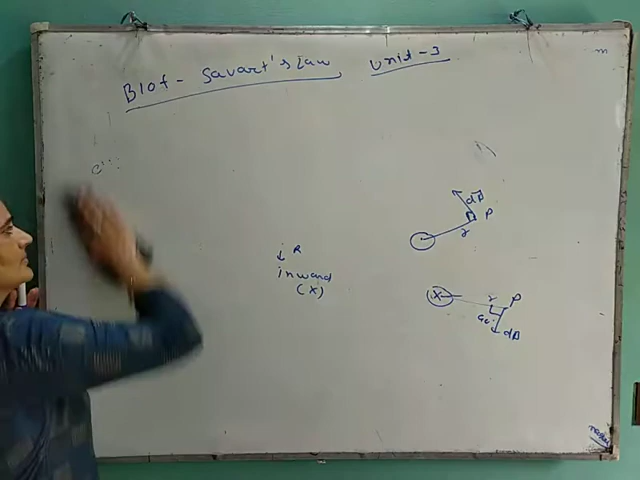 Biot - Savart's law Unit-3
dB
P
r
R
inward
(X)
X
r P
90°
dB